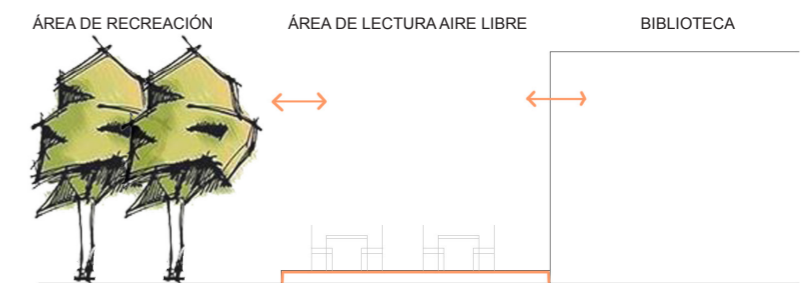 ÁREA DE RECREACIÓN
ÁREA DE LECTURA AIRE LIBRE
BIBLIOTECA